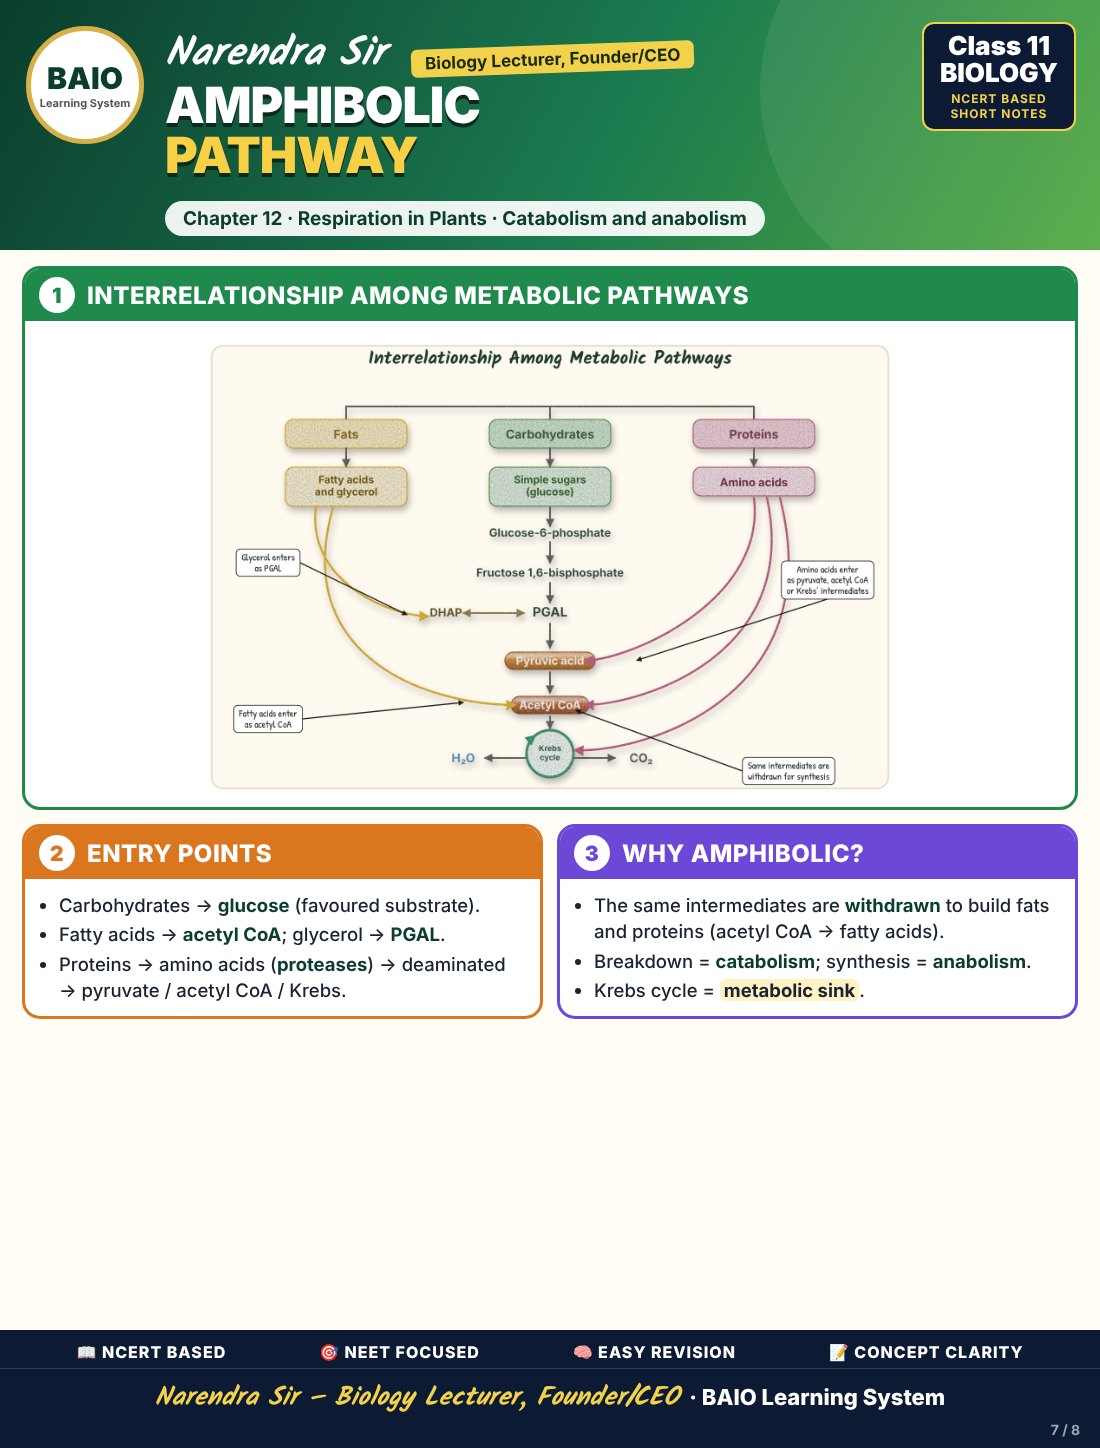 BAIO
Learning System
Narendra Sir
Biology Lecturer, Founder/CEO
AMPHIBOLIC
PATHWAY
Chapter 12 · Respiration in Plants · Catabolism and anabolism
Class 11
BIOLOGY
NCERT BASED
SHORT NOTES
1 INTERRELATIONSHIP AMONG METABOLIC PATHWAYS
Interrelationship Among Metabolic Pathways
Fats
Carbohydrates
Proteins
Fatty acids
and glycerol
Simple sugars
(glucose)
Amino acids
Glucose-6-phosphate
Glycerol enters
as PGAL
Fructose 1,6-bisphosphate
Amino acids enter
as pyruvate, acetyl CoA
or Krebs' intermediates
DHAP
PGAL
Pyruvic acid
Acetyl CoA
Fatty acids enter
as acetyl CoA
Krebs
cycle
H₂O
CO₂
Same intermediates are
withdrawn for synthesis
2 ENTRY POINTS
• Carbohydrates → glucose (favoured substrate).
• Fatty acids → acetyl CoA; glycerol → PGAL.
• Proteins → amino acids (proteases) → deaminated
→ pyruvate / acetyl CoA / Krebs.
3 WHY AMPHIBOLIC?
• The same intermediates are withdrawn to build fats
and proteins (acetyl CoA → fatty acids).
• Breakdown = catabolism; synthesis = anabolism.
• Krebs cycle = metabolic sink.
📖 NCERT BASED
🎯 NEET FOCUSED
🧠 EASY REVISION
📝 CONCEPT CLARITY
Narendra Sir – Biology Lecturer, Founder/CEO · BAIO Learning System
7 / 8